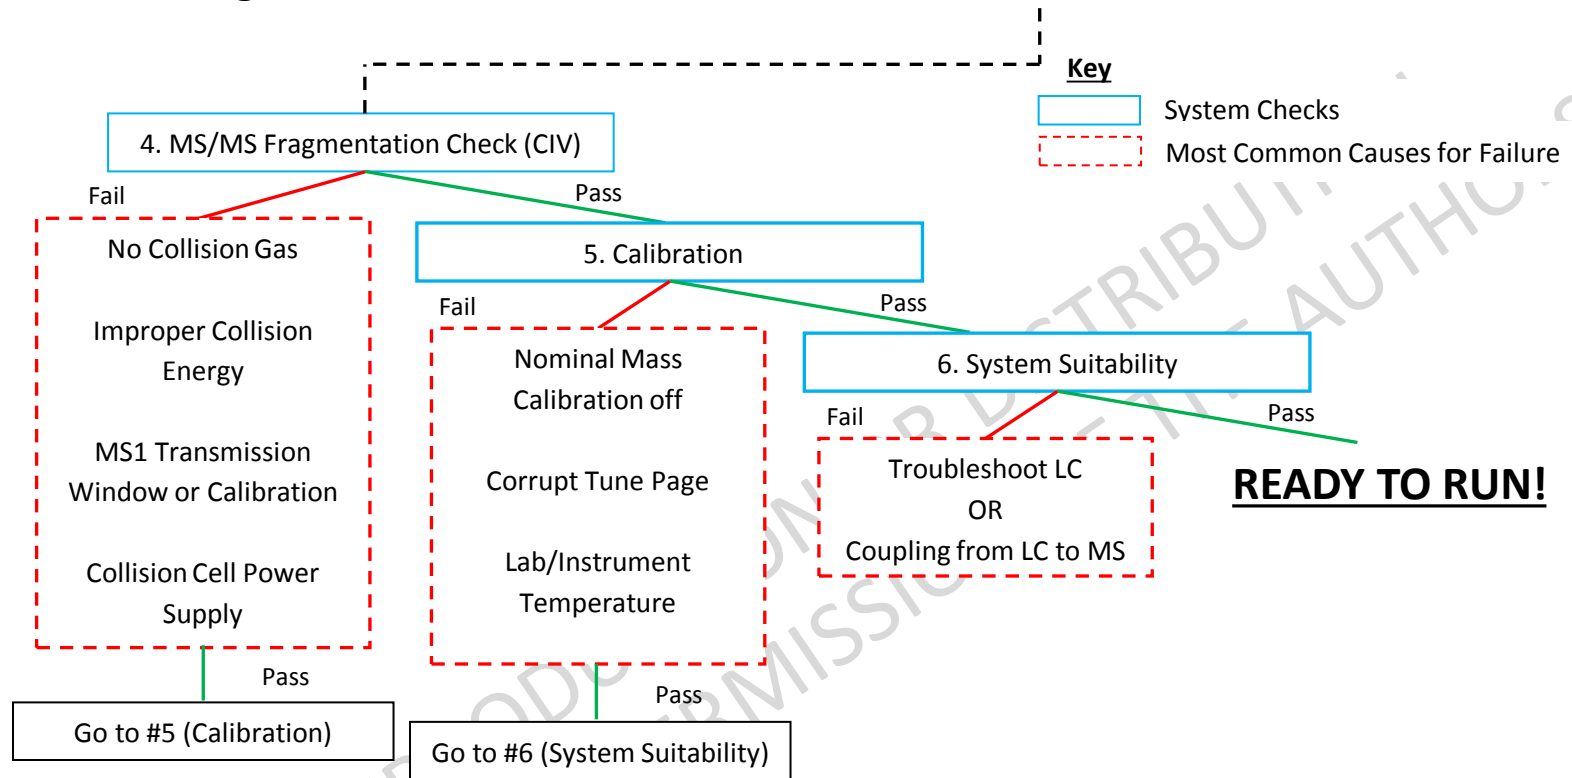 Key
System Checks
Most Common Causes for Failure
4. MS/MS Fragmentation Check (CIV)
Fail
Pass
No Collision Gas
Improper Collision
Energy
MS1 Transmission
Window or Calibration
Collision Cell Power
Supply
Pass
Go to #5 (Calibration)
5. Calibration
Fail
Pass
Nominal Mass
Calibration off
Corrupt Tune Page
Lab/Instrument
Temperature
Pass
Go to #6 (System Suitability)
6. System Suitability
Fail
Pass
Troubleshoot LC
OR
Coupling from LC to MS
READY TO RUN!